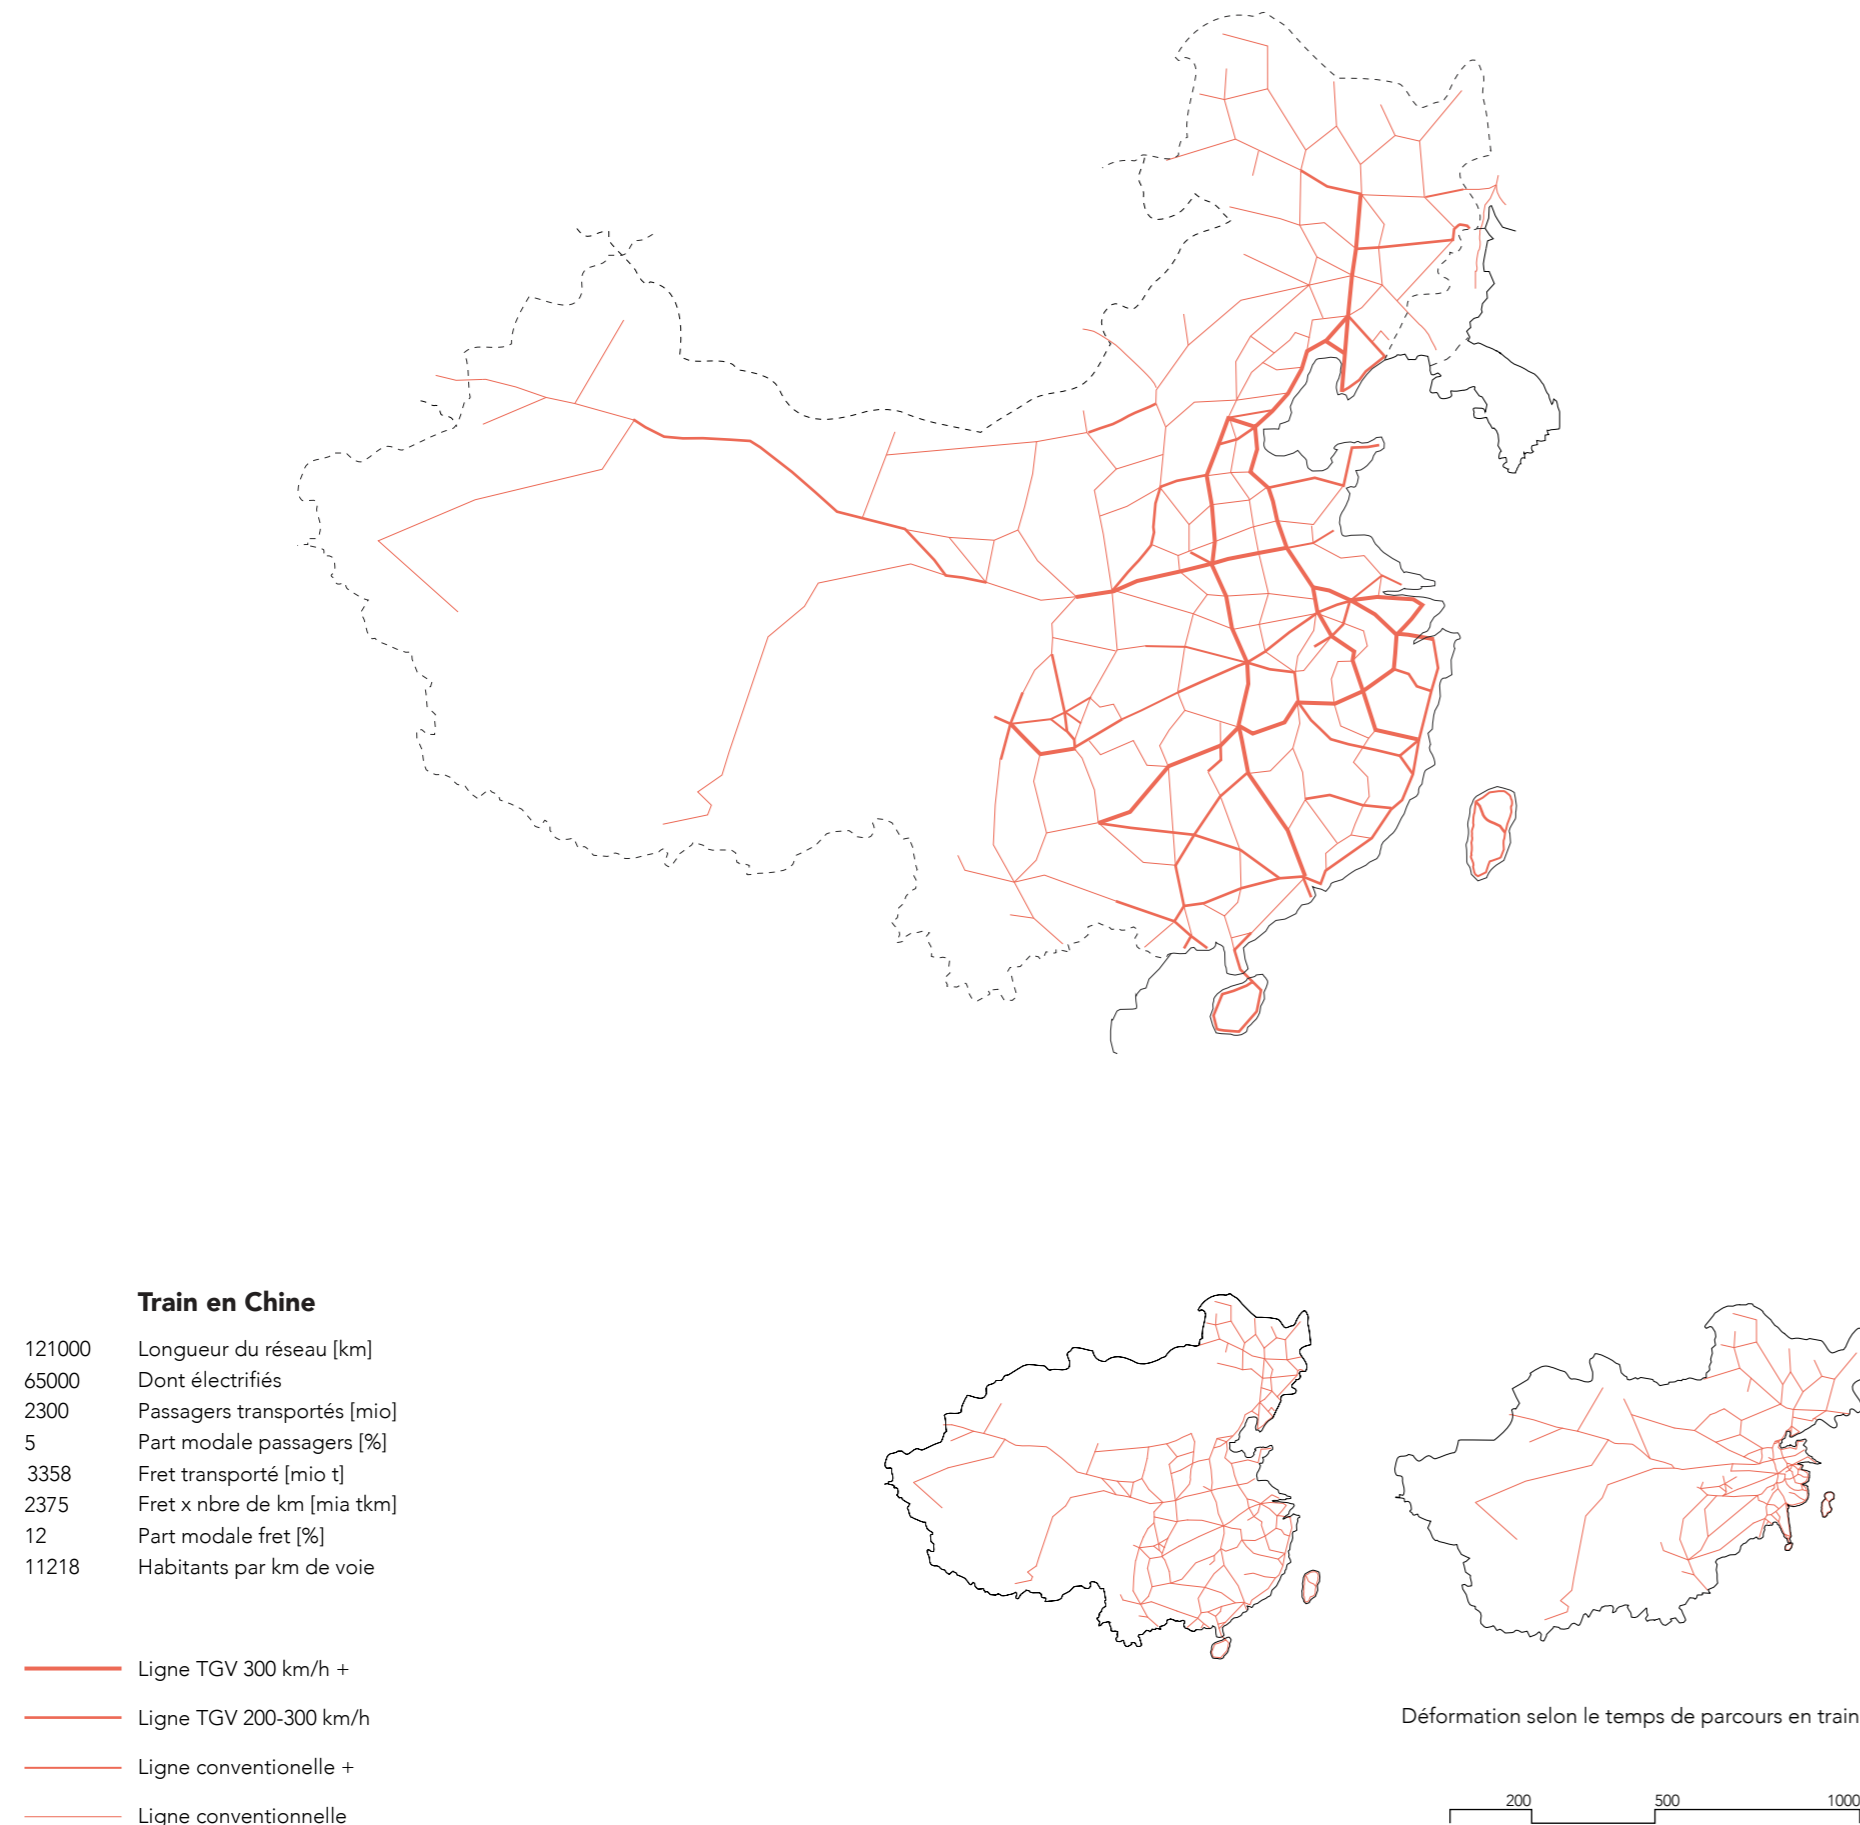 Train en Chine
121000 Longueur du réseau [km]
65000 Dont électrifiés
2300 Passagers transportés [mio]
5 Part modale passagers [%]
3358 Fret transporté [mio t]
2375 Fret x nbre de km [mia tkm]
12 Part modale fret [%]
11218 Habitants par km de voie
Ligne TGV 300 km/h +
Ligne TGV 200-300 km/h
Ligne conventionelle +
Ligne conventionnelle
Déformation selon le temps de parcours en train
200 500 1000